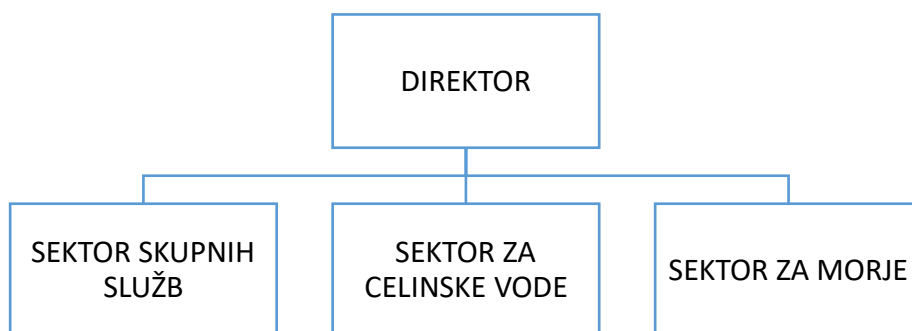 DIREKTOR
SEKTOR SKUPNIH
SLUŽB
SEKTOR ZA
CELINSKE VODE
SEKTOR ZA MORJE